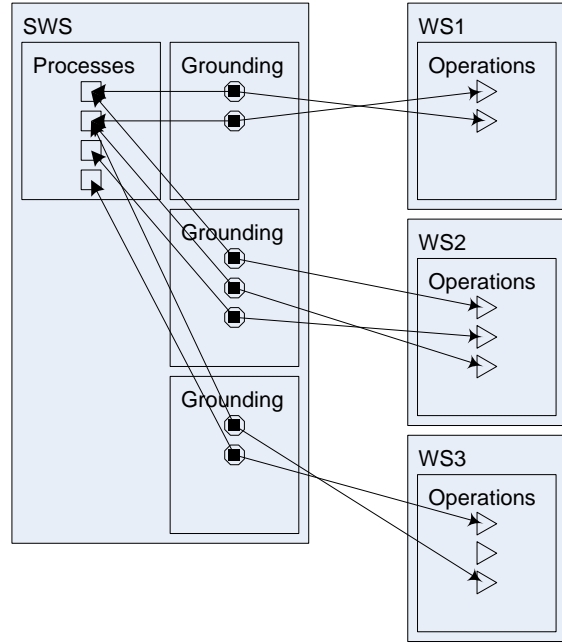 SWS
Processes
Grounding
Grounding
Grounding
WS1
Operations
WS2
Operations
WS3
Operations